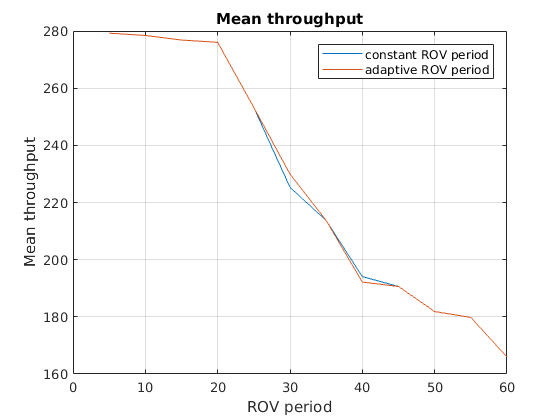 Mean throughput
280
260
240
220
200
180
160
Mean throughput
constant ROV period
adaptive ROV period
0 10 20 30 40 50 60
ROV period